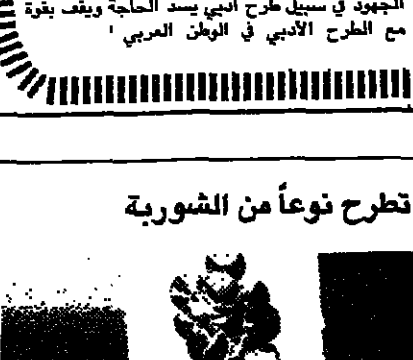 الجهود في سبيل طرح أدبي يسد الحاجة ويقف بقوة
مع الطرح الأدبي في الوطن العربي '
تطرح نوعاً من الشوربة